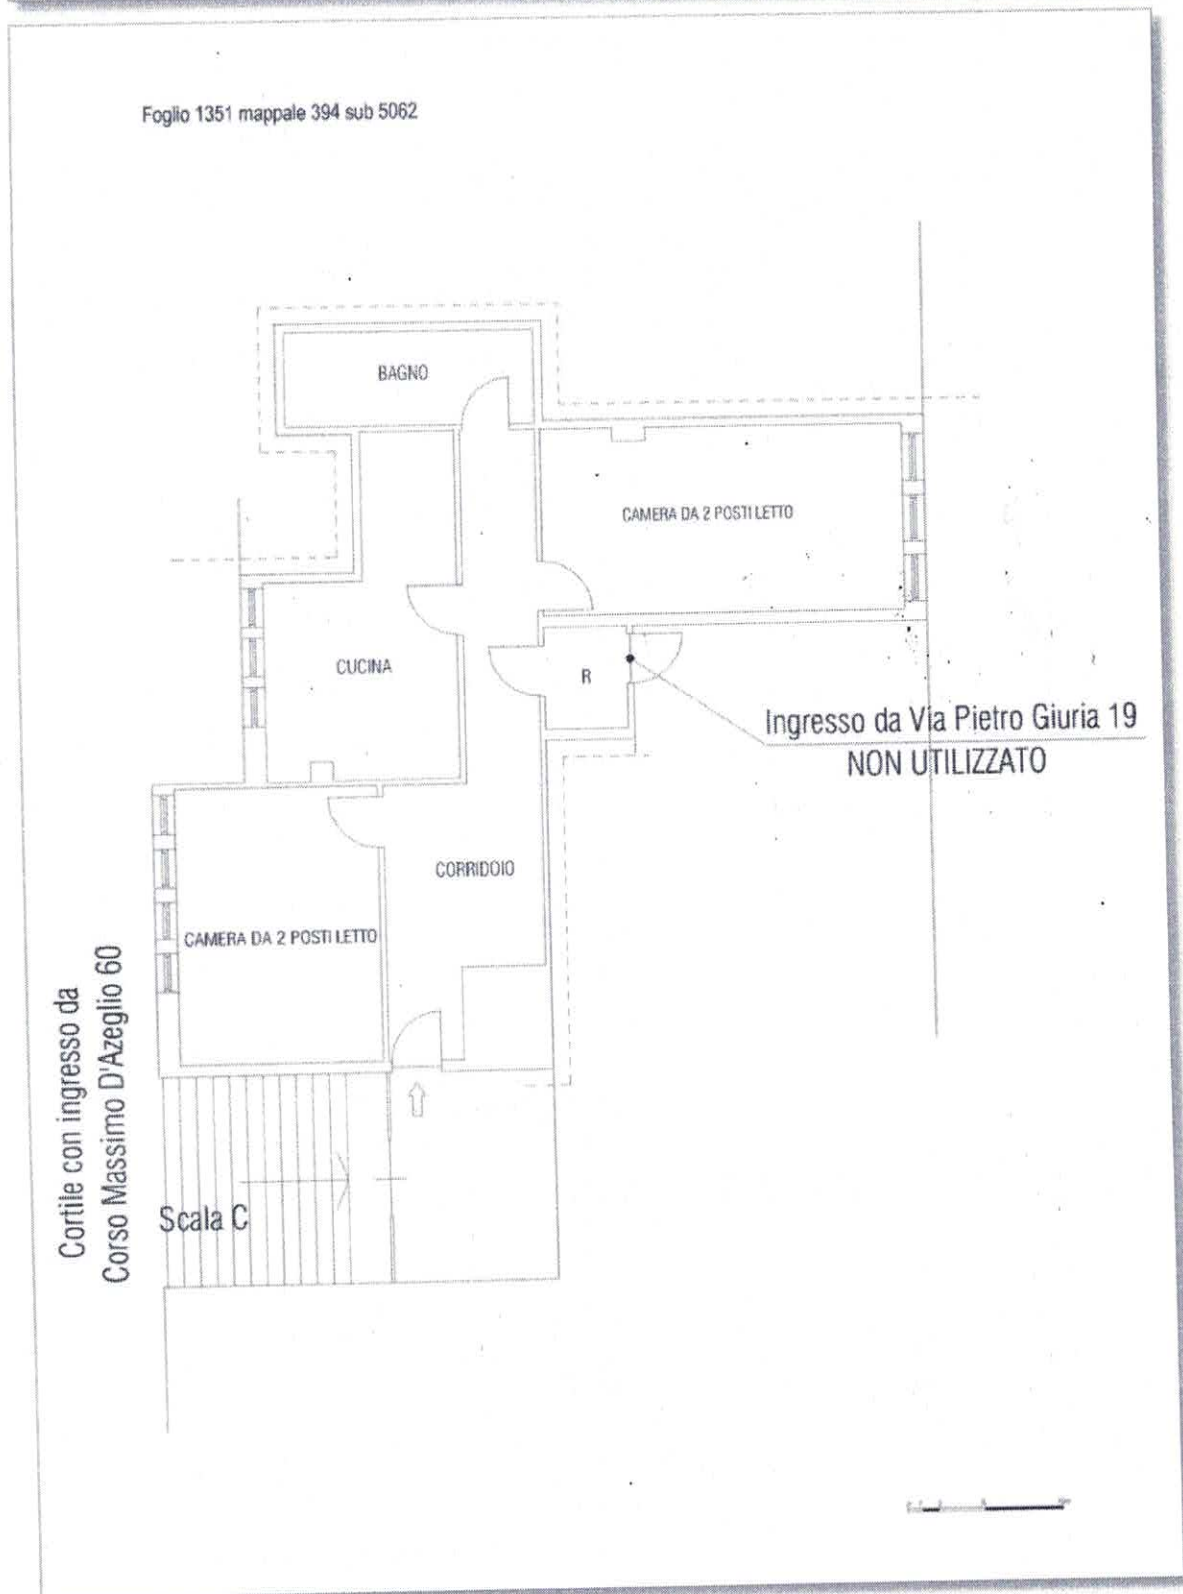 Foglio 1351 mappale 394 sub 5062
BAGNO
CAMERA DA 2 POSTI LETTO
CUCINA
R
Ingresso da Via Pietro Giuria 19
NON UTILIZZATO
CORRIDOIO
CAMERA DA 2 POSTI LETTO
Cortile con ingresso da
Corso Massimo D'Azeglio 60
Scala C